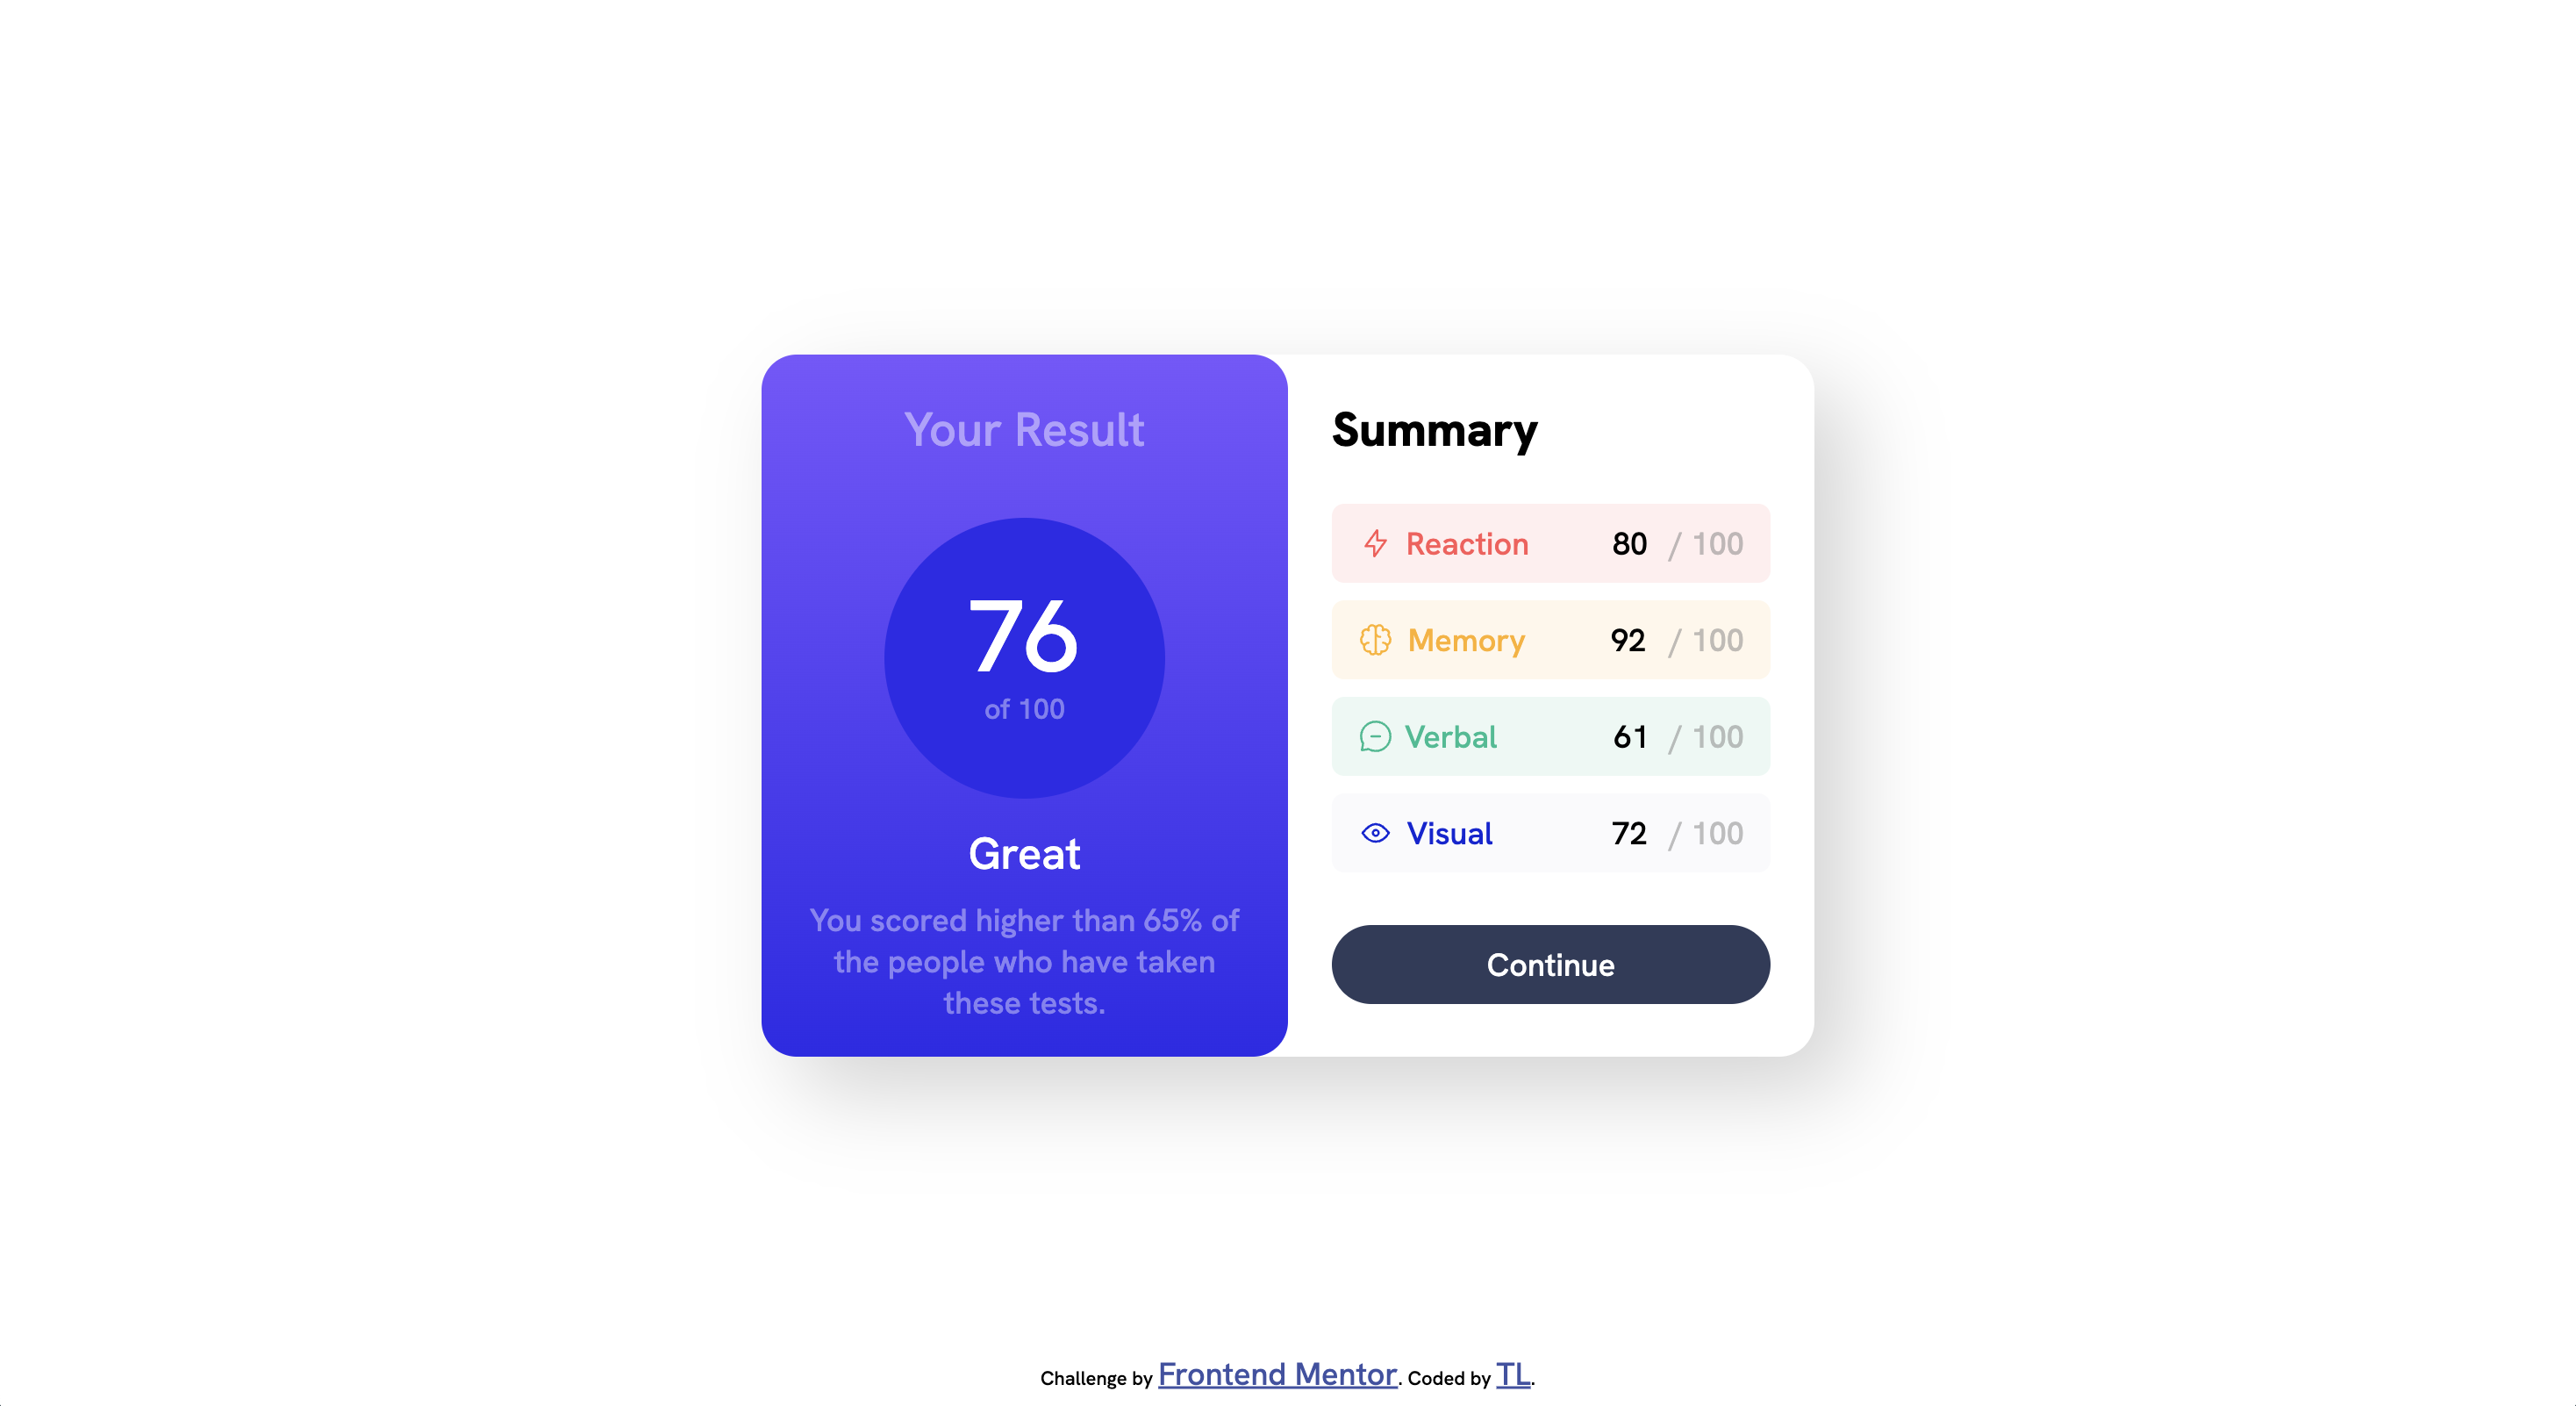 Your Result
76
of 100
Great
You scored higher than 65% of
the people who have taken
these tests.
Summary
Reaction 80 / 100
Memory 92 / 100
Verbal 61 / 100
Visual 72 / 100
Continue
Challenge by Frontend Mentor. Coded by TL.